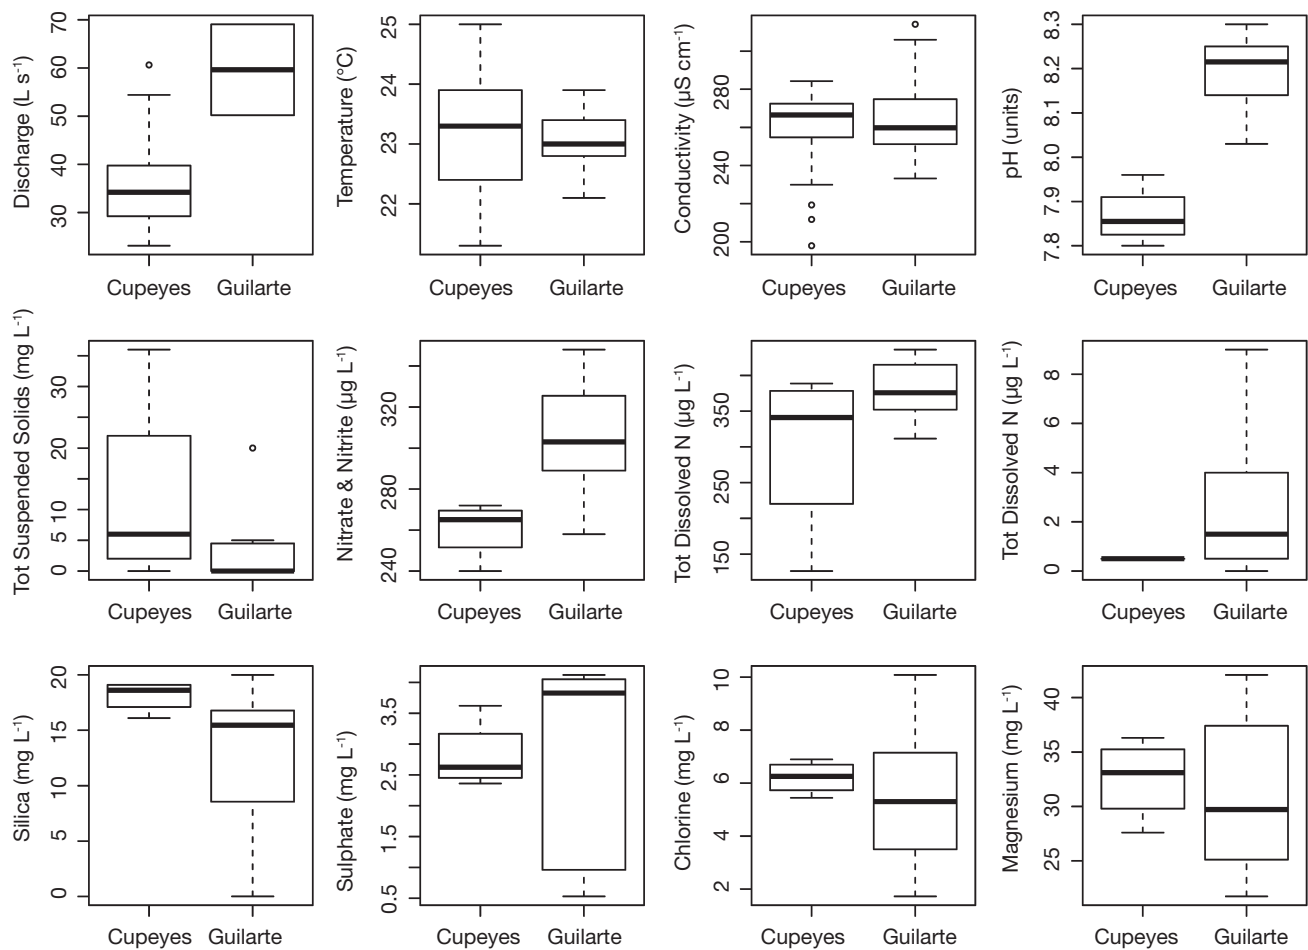 Discharge (L s-1)
70
60
50
40
30
Cupeyes Guilarte
Temperature (°C)
25
24
23
22
Cupeyes Guilarte
Conductivity (µS cm-1)
280
240
200
Cupeyes Guilarte
pH (units)
8.3
8.2
8.1
8.0
7.9
7.8
Cupeyes Guilarte
Tot Suspended Solids (mg L-1)
30
20
10
5
0
Cupeyes Guilarte
Nitrate & Nitrite (µg L-1)
320
280
240
Cupeyes Guilarte
Tot Dissolved N (µg L-1)
350
250
150
Cupeyes Guilarte
Tot Dissolved N (µg L-1)
8
6
4
2
0
Cupeyes Guilarte
Silica (mg L-1)
20
15
10
5
0
Cupeyes Guilarte
Sulphate (mg L-1)
3.5
2.5
1.5
0.5
Cupeyes Guilarte
Chlorine (mg L-1)
10
8
6
4
2
Cupeyes Guilarte
Magnesium (mg L-1)
40
35
30
25
Cupeyes Guilarte